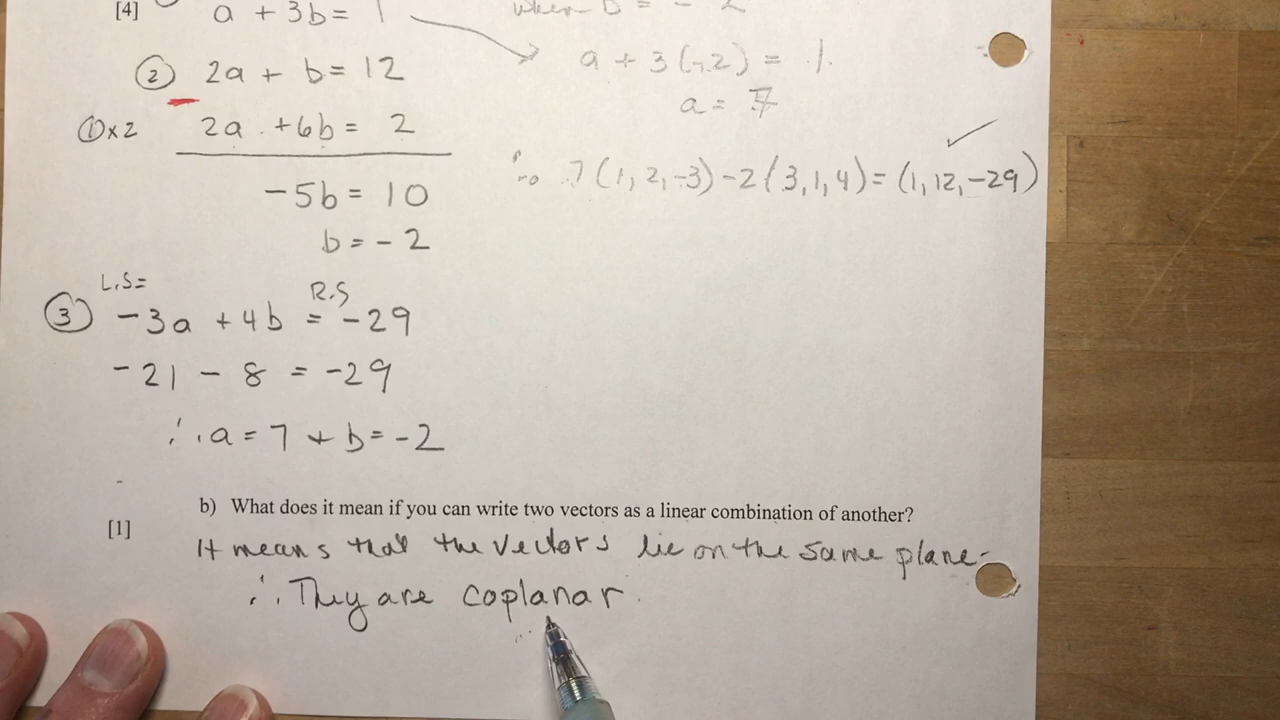 [4] a + 3b = 1
when b = - 2
② 2a + b = 12
a + 3(-2) = 1
a = 7
①x2 2a + 6b = 2
-5b = 10
7(1, 2, -3) - 2(3, 1, 4) = (1, 12, -29)
b = - 2
L.S=
R.S
③ -3a + 4b = -29
-21 - 8 = -29
∴ a = 7 + b = -2
b) What does it mean if you can write two vectors as a linear combination of another?
[1]
It means that the vectors lie on the same plane.
∴ They are coplanar.